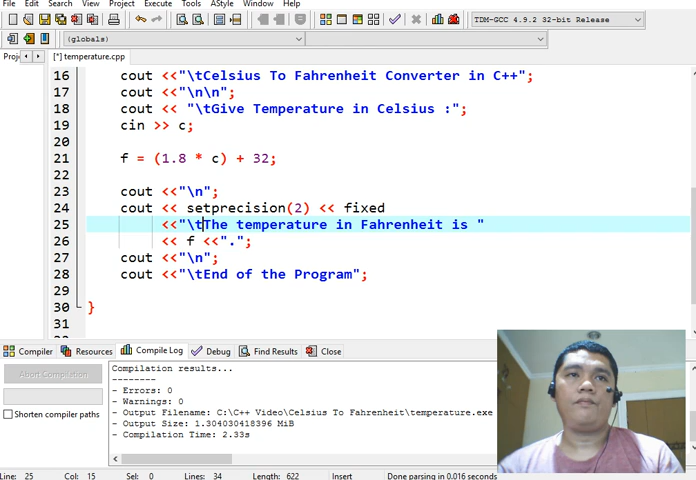 File Edit Search View Project Execute Tools AStyle Window Help
TDM-GCC 4.9.2 32-bit Release
(globals)
Proj [*] temperature.cpp
16 cout <<"\tCelsius To Fahrenheit Converter in C++";
17 cout <<"\n\n";
18 cout << "\tGive Temperature in Celsius :";
19 cin >> c;
20
21 f = (1.8 * c) + 32;
22
23 cout <<"\n";
24 cout << setprecision(2) << fixed
25 <<"\tThe temperature in Fahrenheit is "
26 << f <<".";
27 cout <<"\n";
28 cout <<"\tEnd of the Program";
29
30 }
31
Compiler Resources Compile Log Debug Find Results Close
Abort Compilation
Shorten compiler paths
Compilation results...
--------
- Errors: 0
- Warnings: 0
- Output Filename: C:\C++ Video\Celsius To Fahrenheit\temperature.exe
- Output Size: 1.304030418396 MiB
- Compilation Time: 2.33s
Line: 25 Col: 15 Sel: 0 Lines: 34 Length: 622 Insert Done parsing in 0.016 seconds